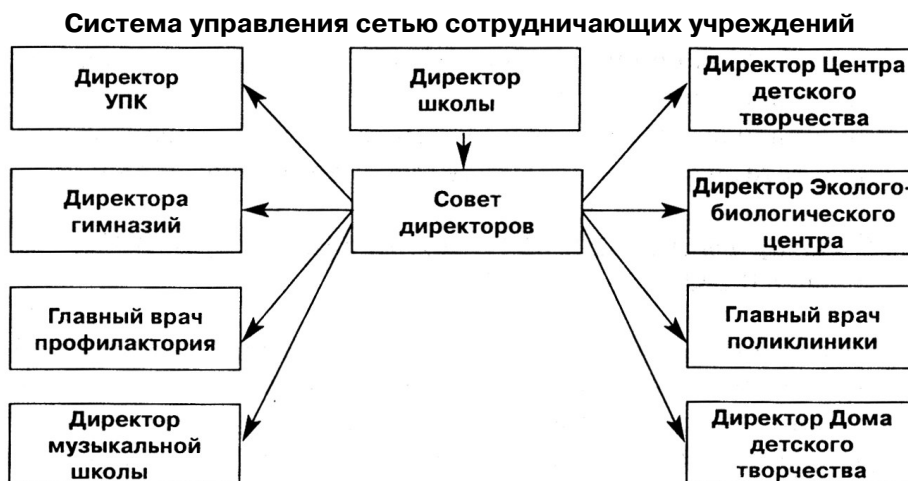 Система управления сетью сотрудничающих учреждений
Директор
УПК
Директор
школы
Директор Центра
детского
творчества
Директора
гимназий
Совет
директоров
Директор Эколого-
биологического
центра
Главный врач
профилактория
Главный врач
поликлиники
Директор
музыкальной
школы
Директор Дома
детского
творчества